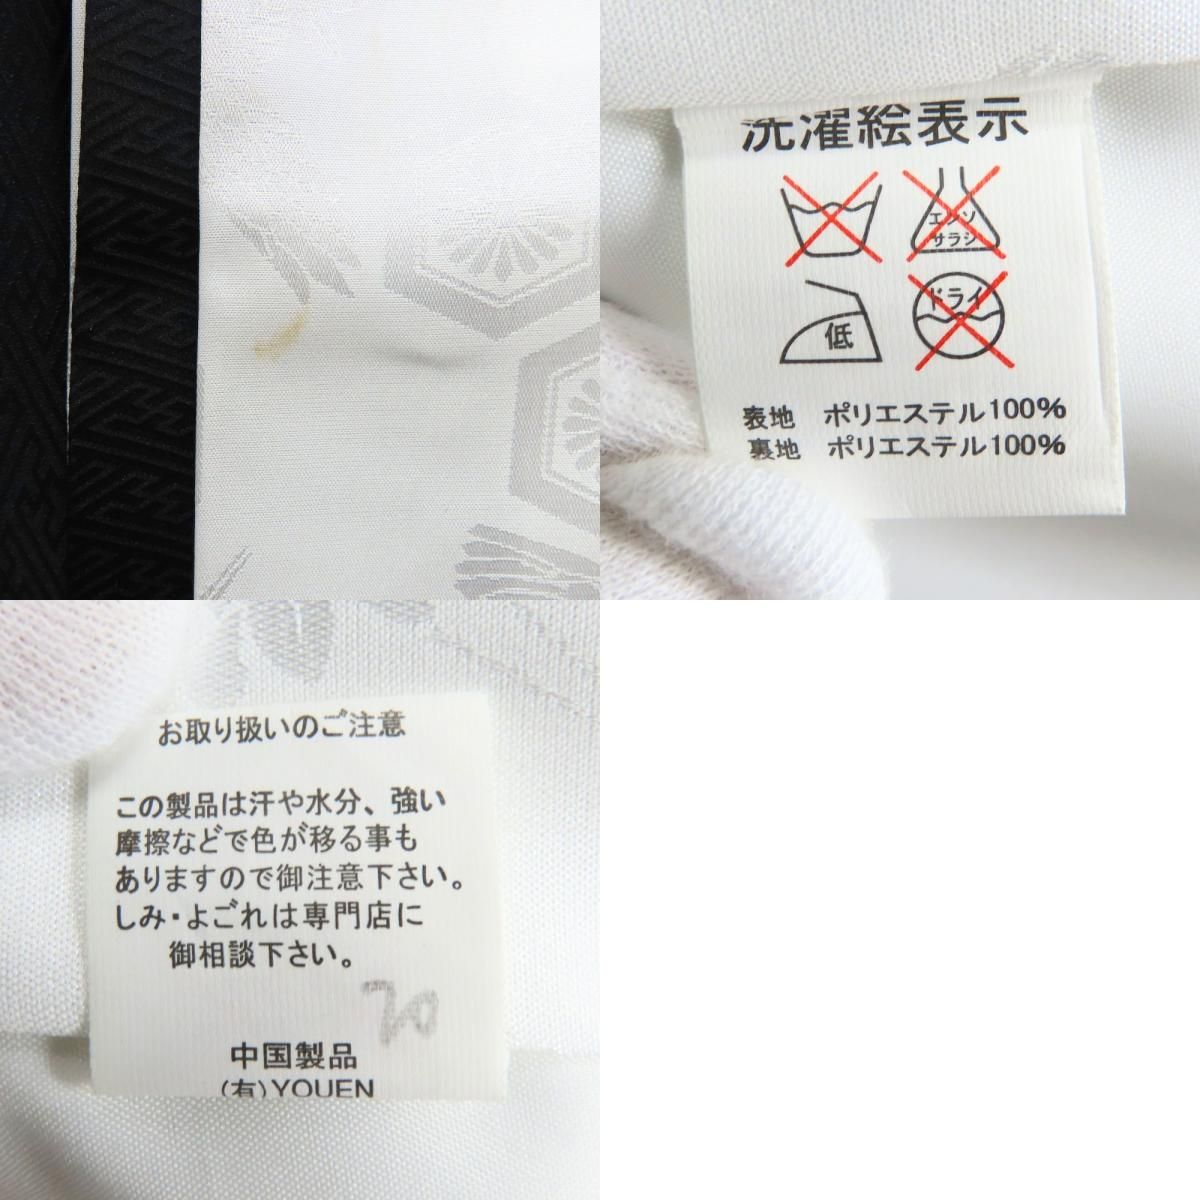 洗濯絵表示
エンソ
サラシ
低
ドライ
表地 ポリエステル100%
裏地 ポリエステル100%
お取り扱いのご注意
この製品は汗や水分、強い
摩擦などで色が移る事も
ありますので御注意下さい。
しみ・よごれは専門店に
御相談下さい。
20
中国製品
(有)YOUEN